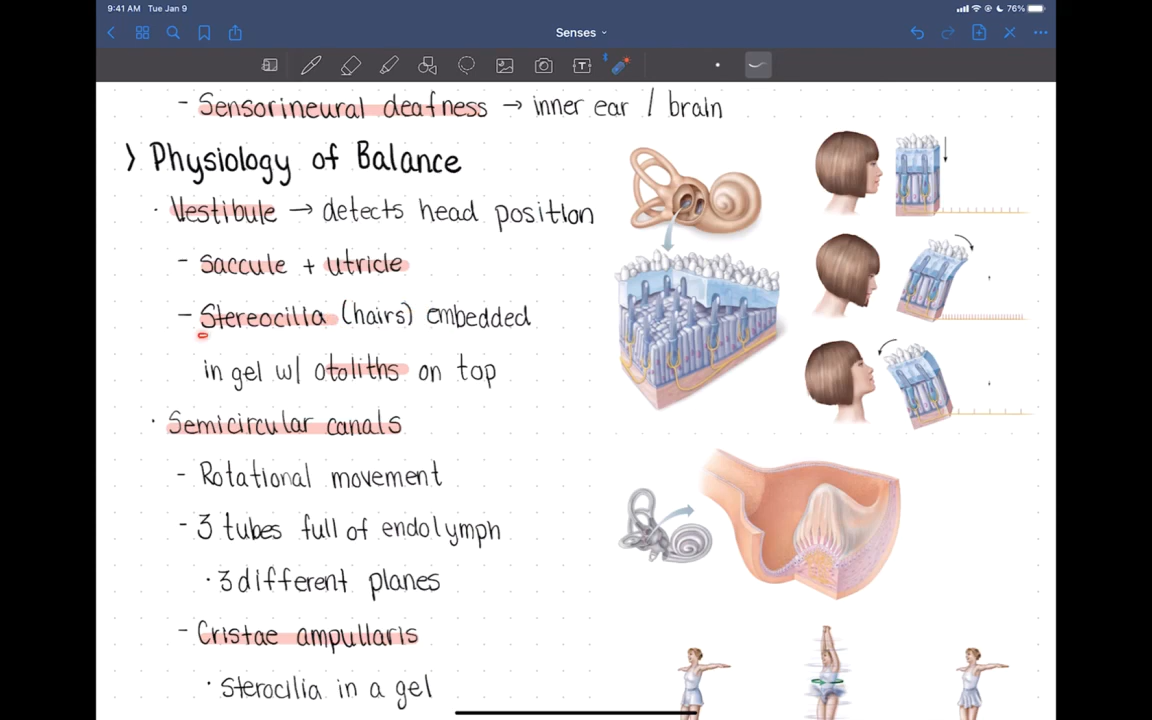 9:41 AM Tue Jan 9
76%
Senses
- Sensorineural deafness → inner ear / brain
> Physiology of Balance
· Vestibule → detects head position
- Saccule + utricle
- Stereocilia (hairs) embedded
in gel w/ otoliths on top
· Semicircular canals
- Rotational movement
- 3 tubes full of endolymph
· 3 different planes
- Cristae ampullaris
· Sterocilia in a gel